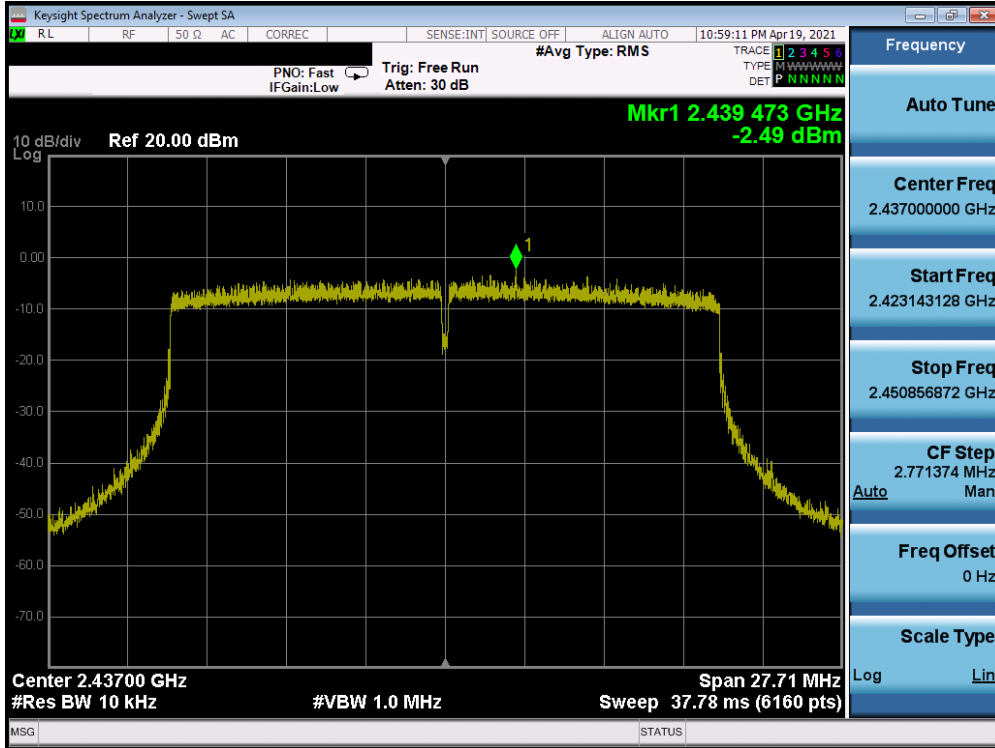 Keysight Spectrum Analyzer - Swept SA
LXI RL RF 50 Ω AC CORREC SENSE:INT SOURCE OFF ALIGN AUTO 10:59:11 PM Apr 19, 2021
#Avg Type: RMS TRACE 1 2 3 4 5 6
PNO: Fast Trig: Free Run TYPE M WWWWW
IFGain:Low Atten: 30 dB DET P N N N N N
Mkr1 2.439 473 GHz
-2.49 dBm
10 dB/div Ref 20.00 dBm
Log
10.0
0.00
-10.0
-20.0
-30.0
-40.0
-50.0
-60.0
-70.0
1
Center 2.43700 GHz Span 27.71 MHz
#Res BW 10 kHz #VBW 1.0 MHz Sweep 37.78 ms (6160 pts)
MSG STATUS
Frequency
Auto Tune
Center Freq
2.437000000 GHz
Start Freq
2.423143128 GHz
Stop Freq
2.450856872 GHz
CF Step
2.771374 MHz
Auto Man
Freq Offset
0 Hz
Scale Type
Log Lin